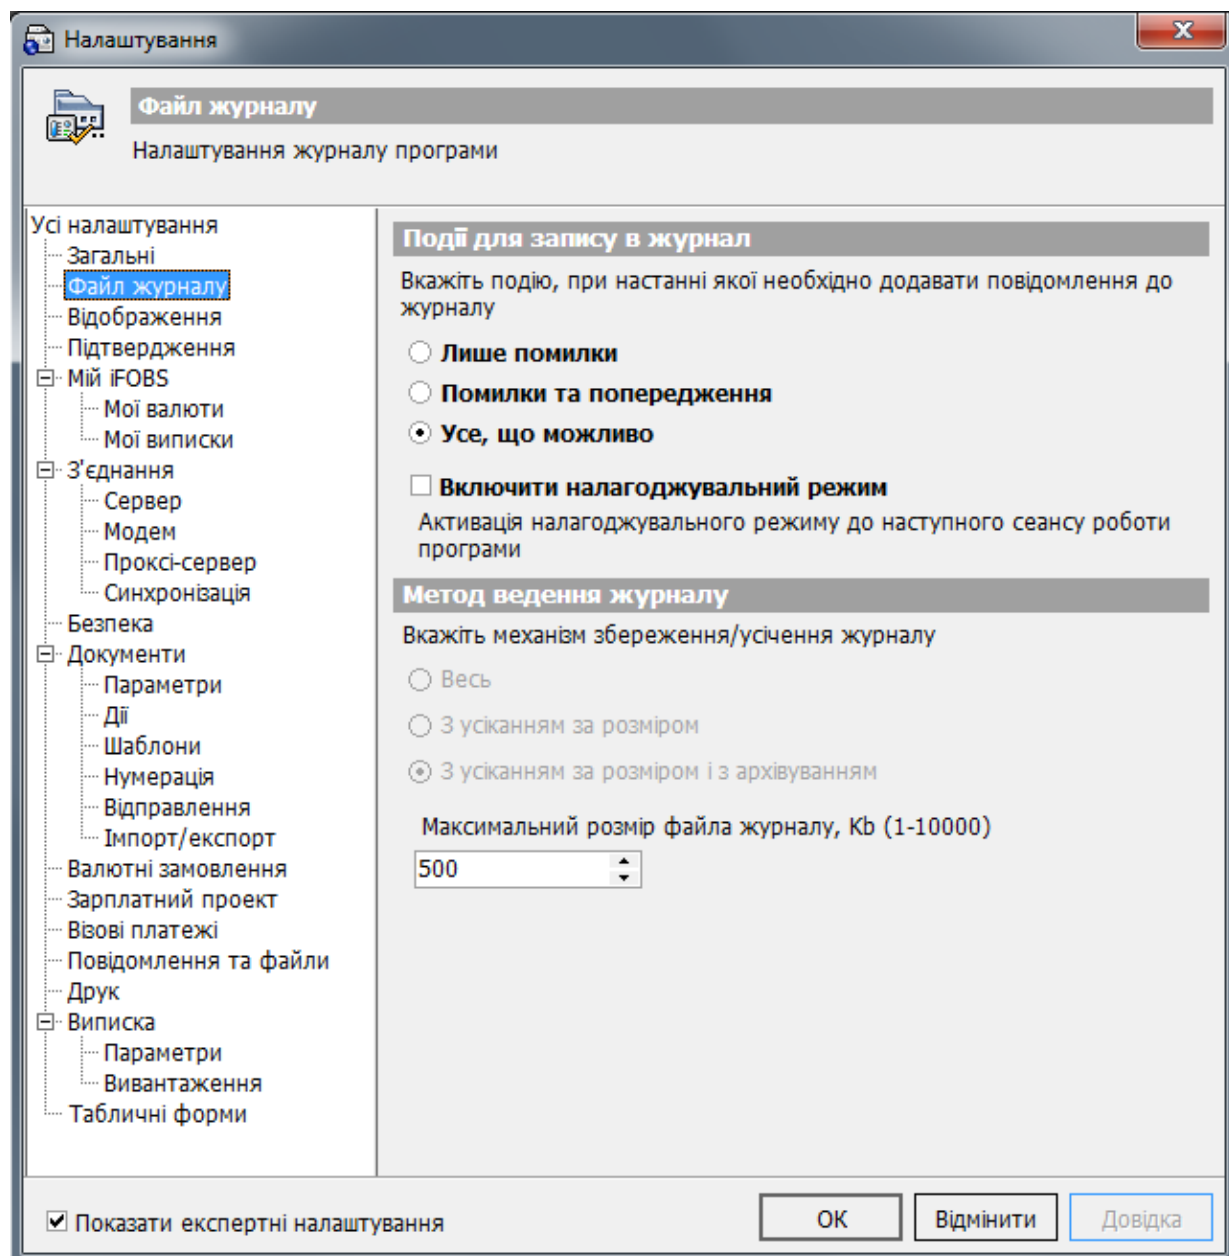 Налаштування
Файл журналу
Налаштування журналу програми
Усі налаштування
Загальні
Файл журналу
Відображення
Підтвердження
Мій iFOBS
Мої валюти
Мої виписки
З'єднання
Сервер
Модем
Проксі-сервер
Синхронізація
Безпека
Документи
Параметри
Дії
Шаблони
Нумерація
Відправлення
Імпорт/експорт
Валютні замовлення
Зарплатний проект
Візові платежі
Повідомлення та файли
Друк
Виписка
Параметри
Вивантаження
Табличні форми
Події для запису в журнал
Вкажіть подію, при настанні якої необхідно додавати повідомлення до
журналу
Лише помилки
Помилки та попередження
Усе, що можливо
Включити налагоджувальний режим
Активація налагоджувального режиму до наступного сеансу роботи
програми
Метод ведення журналу
Вкажіть механізм збереження/усічення журналу
Весь
З усіканням за розміром
З усіканням за розміром і з архівуванням
Максимальний розмір файла журналу, Kb (1-10000)
500
Показати експертні налаштування
ОК
Відмінити
Довідка